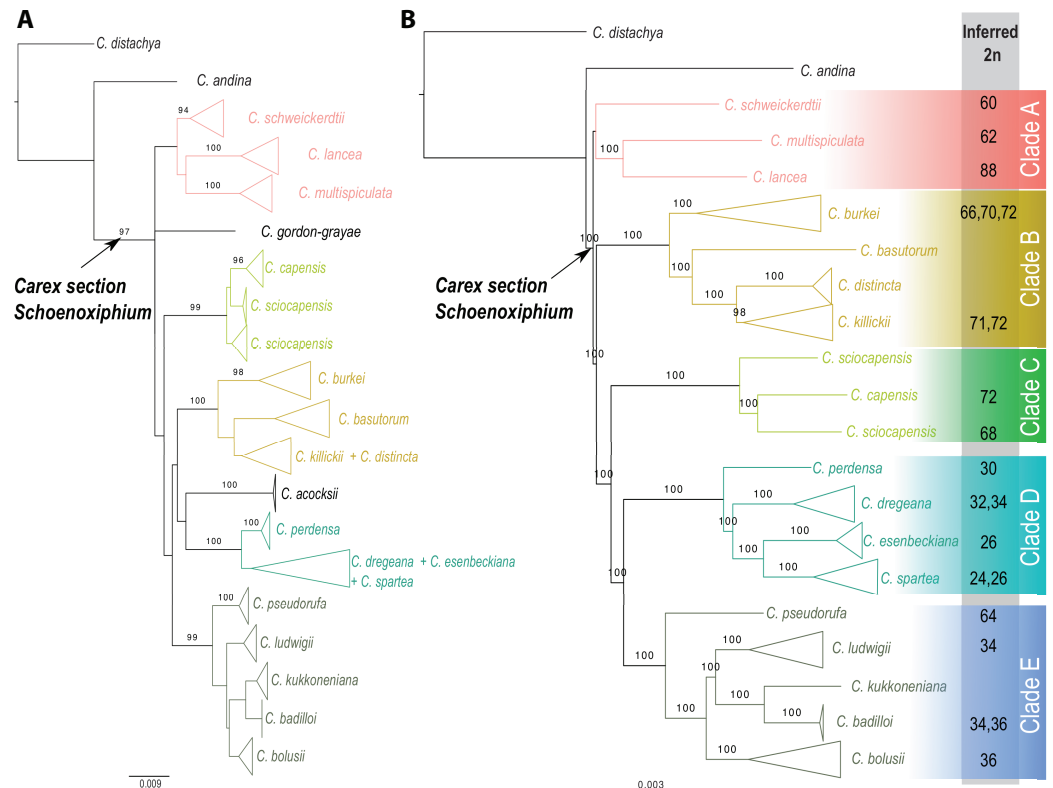 A
C. distachya
C. andina
94
C. schweickerdtii
100
C. lancea
100
C. multispiculata
97
C. gordon-grayae
Carex section
Schoenoxiphium
96
C. capensis
99
C. sciocapensis
C. sciocapensis
98
C. burkei
100
C. basutorum
C. killickii + C. distincta
100
C. acocksii
100
C. perdensa
100
C. dregeana + C. esenbeckiana
+ C. spartea
100
C. pseudorufa
99
C. ludwigii
C. kukkoneniana
C. badilloi
C. bolusii
0.009
B
Inferred
2n
C. distachya
C. andina
C. schweickerdtii
60
C. multispiculata
62
100
C. lancea
88
Clade A
100
Carex section
Schoenoxiphium
100
C. burkei
66,70,72
100
C. basutorum
100
100
C. distincta
100
98
C. killickii
71,72
Clade B
100
C. sciocapensis
100
C. capensis
72
100
C. sciocapensis
68
Clade C
100
C. perdensa
30
100
100
C. dregeana
32,34
100
100
C. esenbeckiana
26
100
100
C. spartea
24,26
Clade D
100
C. pseudorufa
64
100
100
C. ludwigii
34
100
C. kukkoneniana
100
100
C. badilloi
34,36
100
100
C. bolusii
36
Clade E
0.003